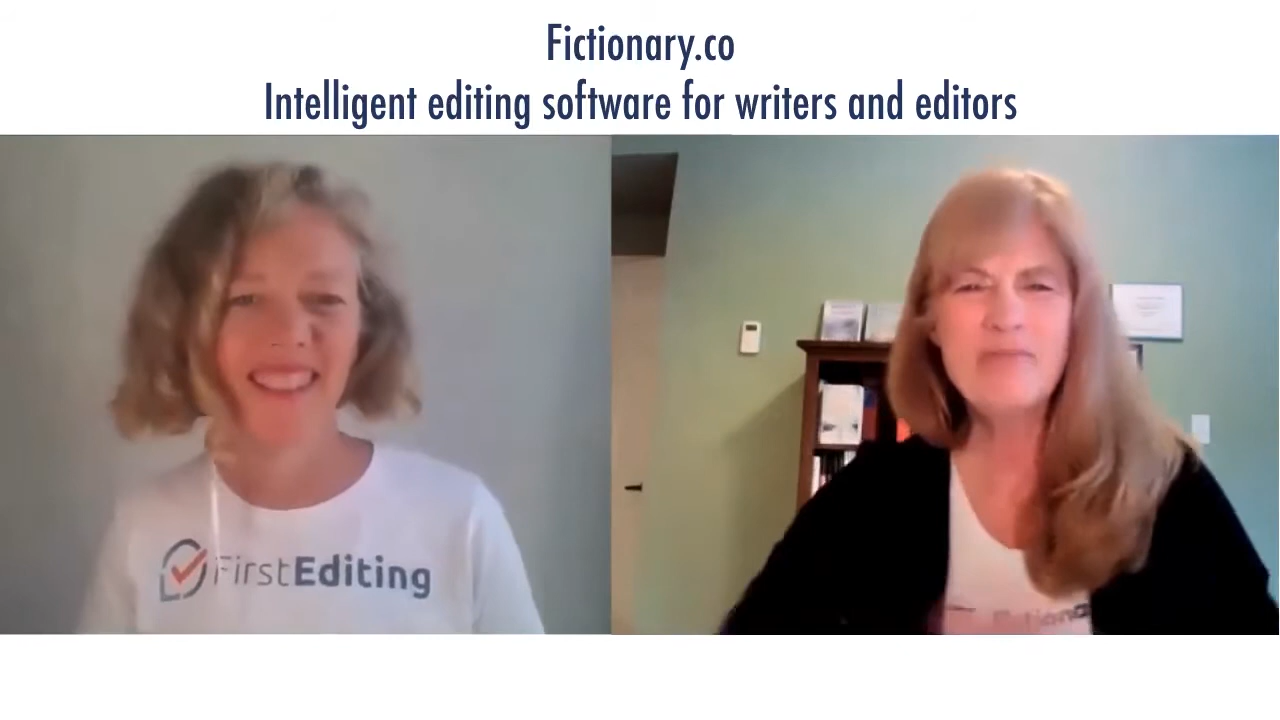 Fictionary.co
Intelligent editing software for writers and editors
FirstEditing